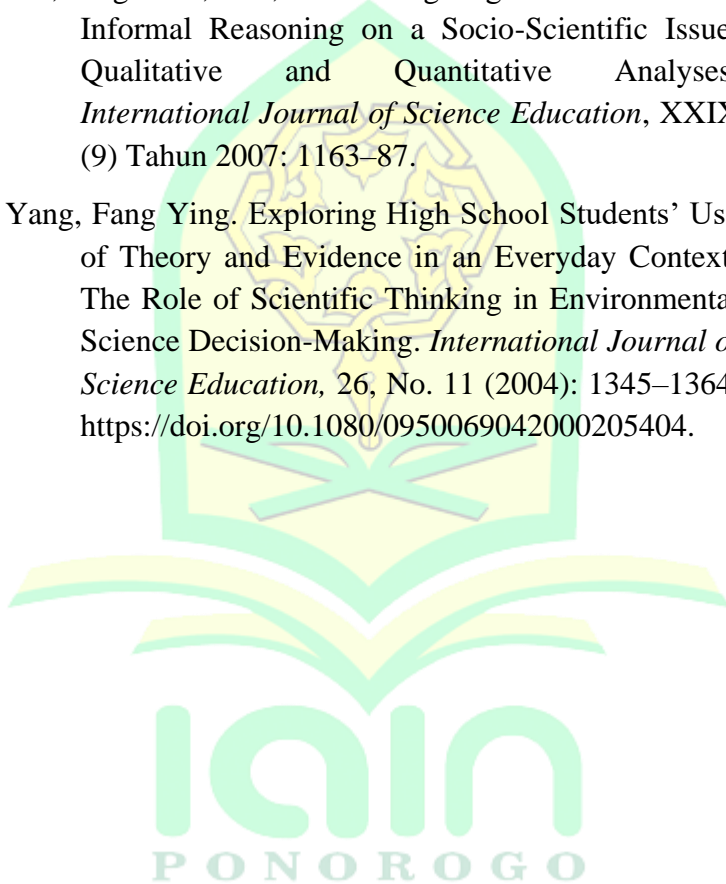 Informal Reasoning on a Socio-Scientific Issue
Qualitative and Quantitative Analyses
International Journal of Science Education, XXIX
(9) Tahun 2007: 1163–87.
Yang, Fang Ying. Exploring High School Students’ Us
of Theory and Evidence in an Everyday Context
The Role of Scientific Thinking in Environmenta
Science Decision-Making. International Journal o
Science Education, 26, No. 11 (2004): 1345–1364
https://doi.org/10.1080/0950069042000205404.
iain
PONOROGO